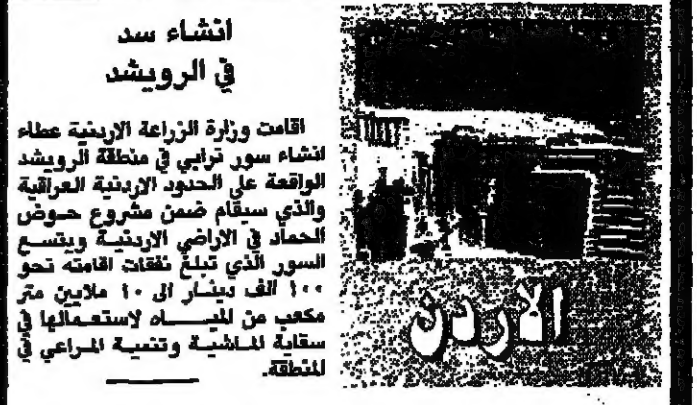 انشاء سد
في الرويشد
اقامت وزارة الزراعة الاردنية عطاء
لنشاء سور ترابي في منطقة الرويشد
الواقعة على الحدود الاردنية العراقية
والذي سيقام ضمن مشروع حوض
الحماد في الاراضي الاردنية ويتسع
السور الذي تبلغ نفقات اقامته نحو
١٠٠ الف دينار الى ١٠ ملايين متر
مكعب من المياه لاستعمالها في
سقاية الماشية وتنمية المراعي في
المنطقة.
الأردن